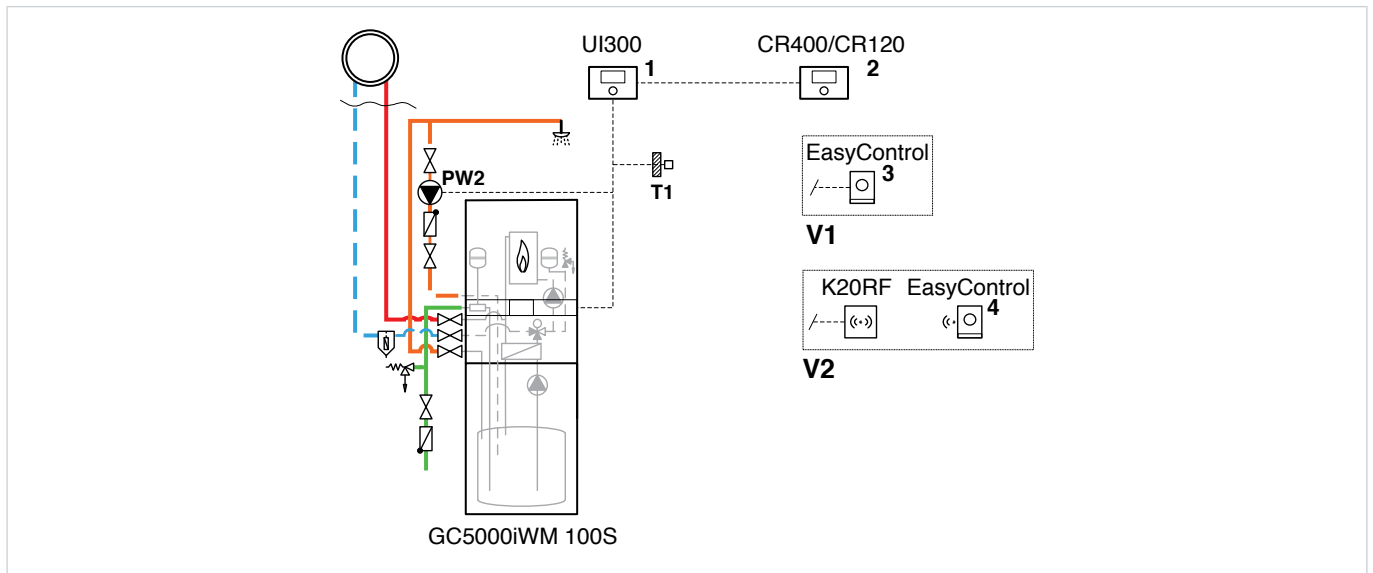 UI300
1
CR400/CR120
2
PW2
T1
EasyControl
3
V1
K20RF
EasyControl
4
V2
GC5000iWM 100S